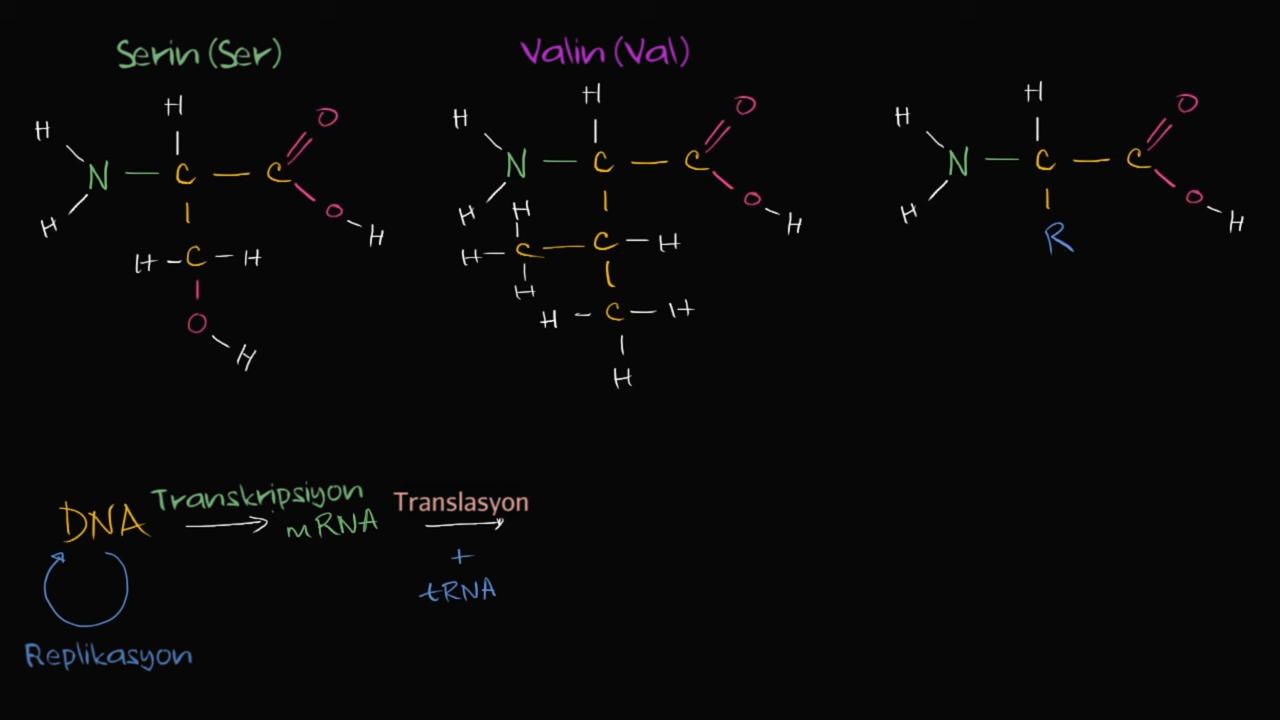 Serin (Ser)
Valin (Val)
H
H
H
N
C
C
O
O
H
H
H
C
H
O
H
H
H
H
N
C
C
O
O
H
H
H
H
C
C
H
H
H
C
H
H
H
H
H
N
C
C
O
O
H
R
DNA
Transkripsiyon
mRNA
Translasyon
+
tRNA
Replikasyon